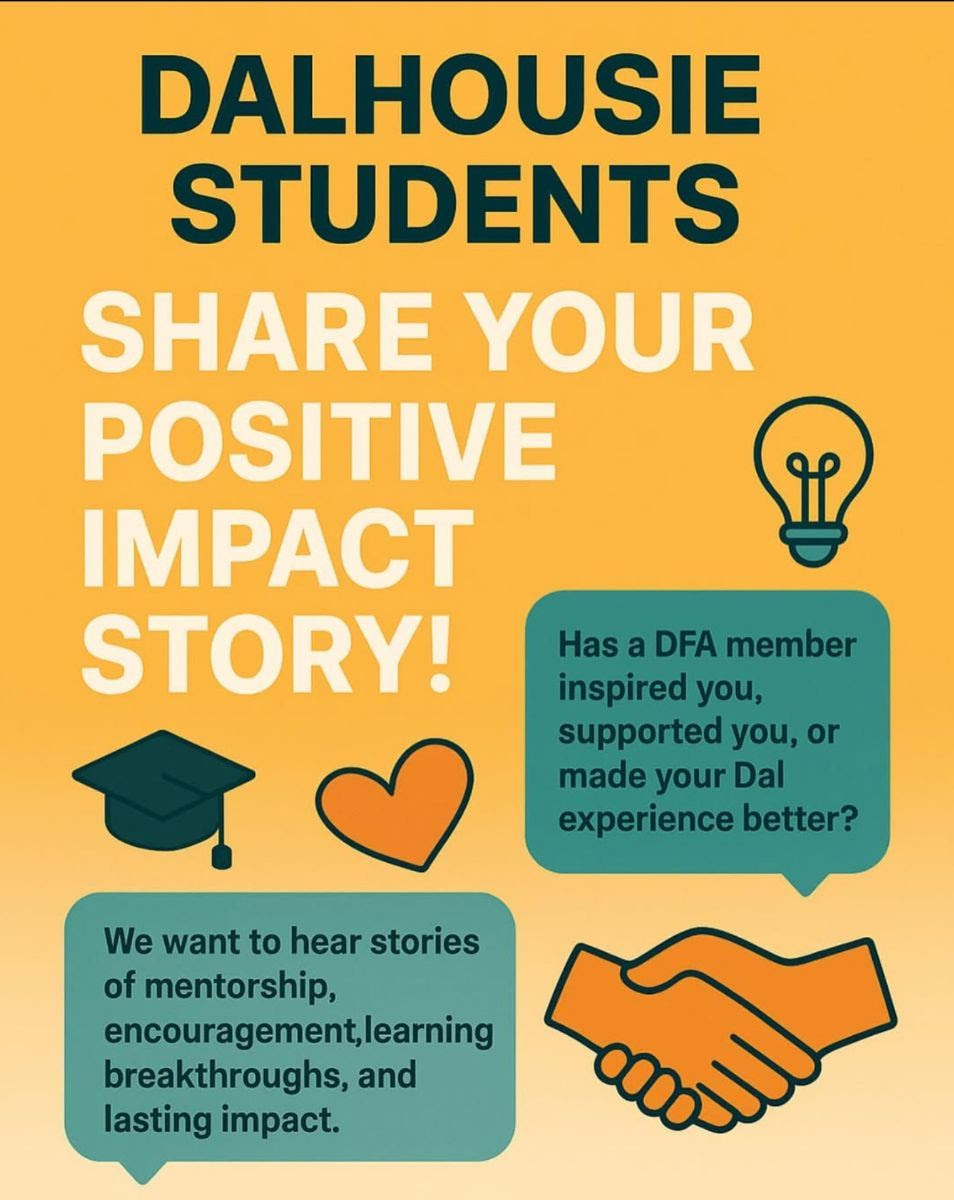 DALHOUSIE
STUDENTS
SHARE YOUR
POSITIVE
IMPACT
STORY!
Has a DFA member
inspired you,
supported you, or
made your Dal
experience better?
We want to hear stories
of mentorship,
encouragement,learning
breakthroughs, and
lasting impact.